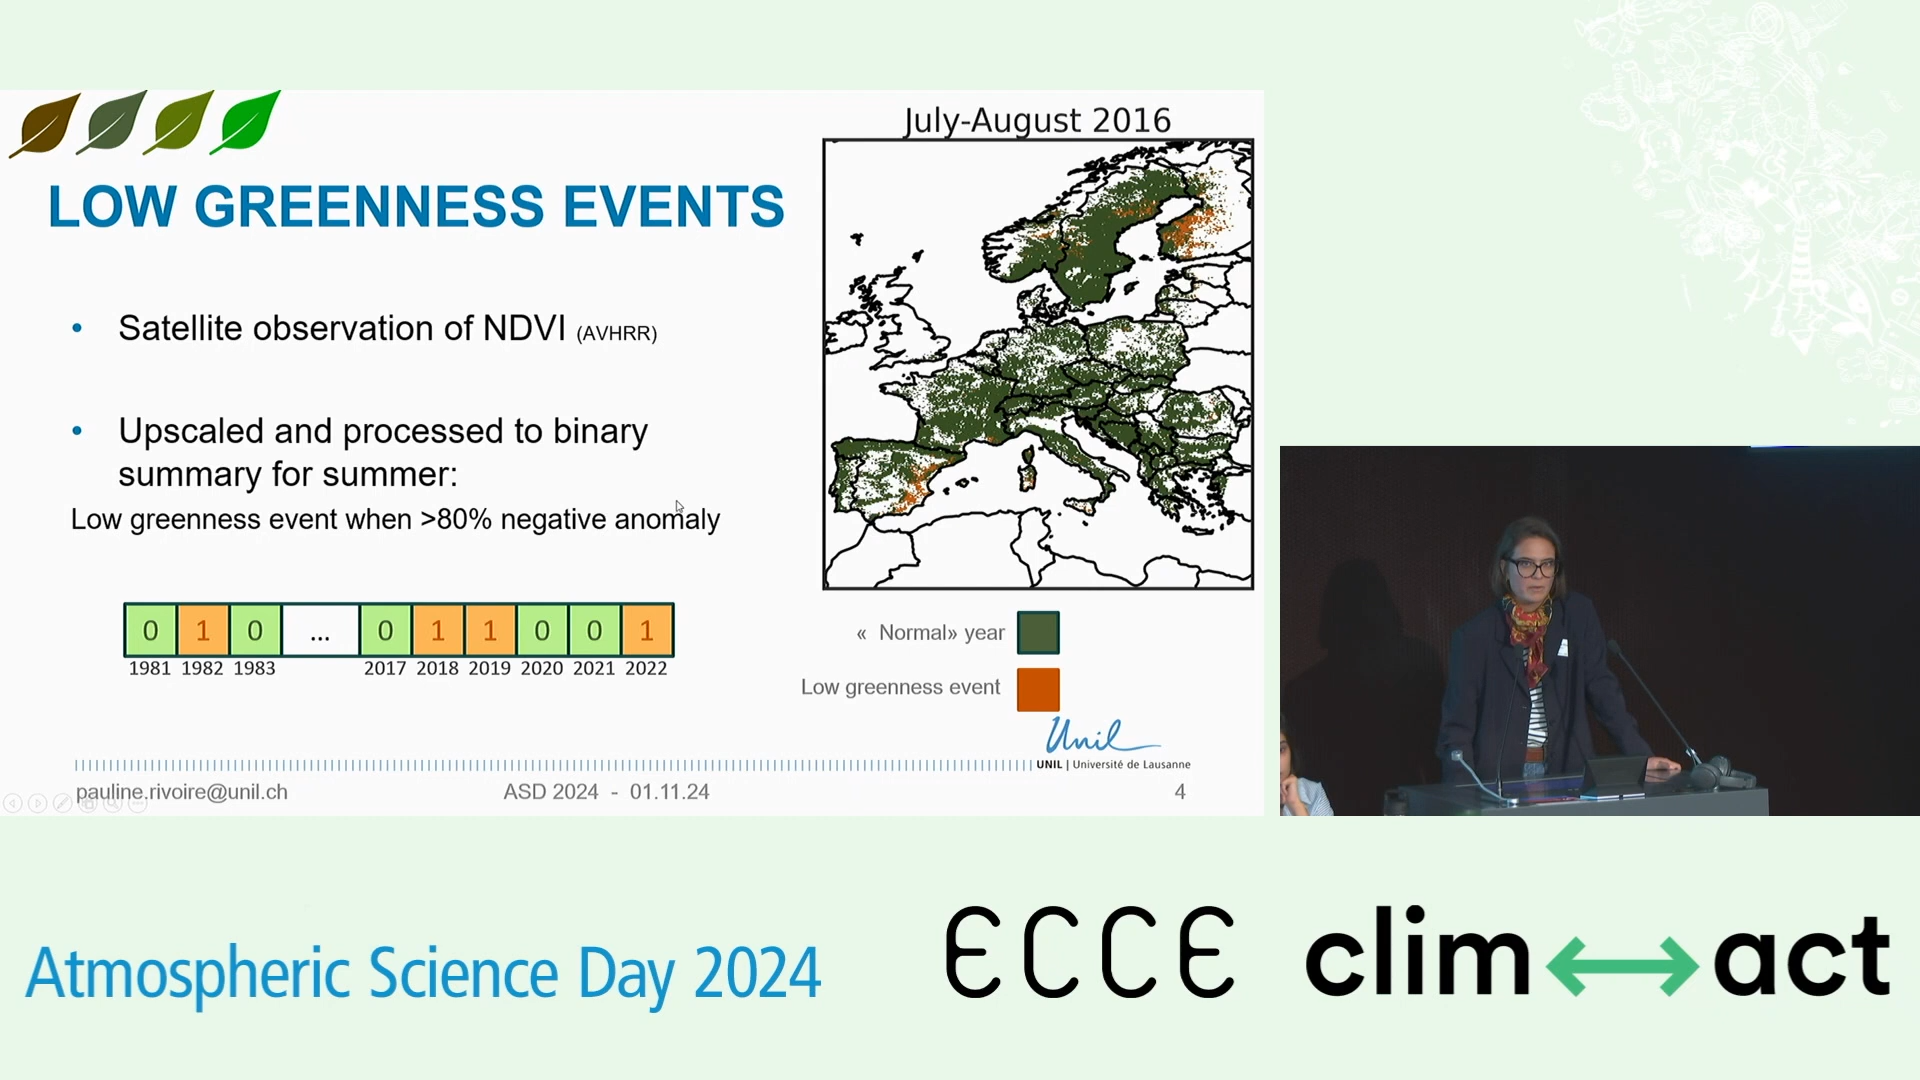 July-August 2016
LOW GREENNESS EVENTS
• Satellite observation of NDVI (AVHRR)
• Upscaled and processed to binary
summary for summer:
Low greenness event when >80% negative anomaly
0 1 0 ... 0 1 1 0 0 1
1981 1982 1983 2017 2018 2019 2020 2021 2022
« Normal» year
Low greenness event
Unil
UNIL | Université de Lausanne
pauline.rivoire@unil.ch ASD 2024 - 01.11.24 4
Atmospheric Science Day 2024
ECCE
clim act